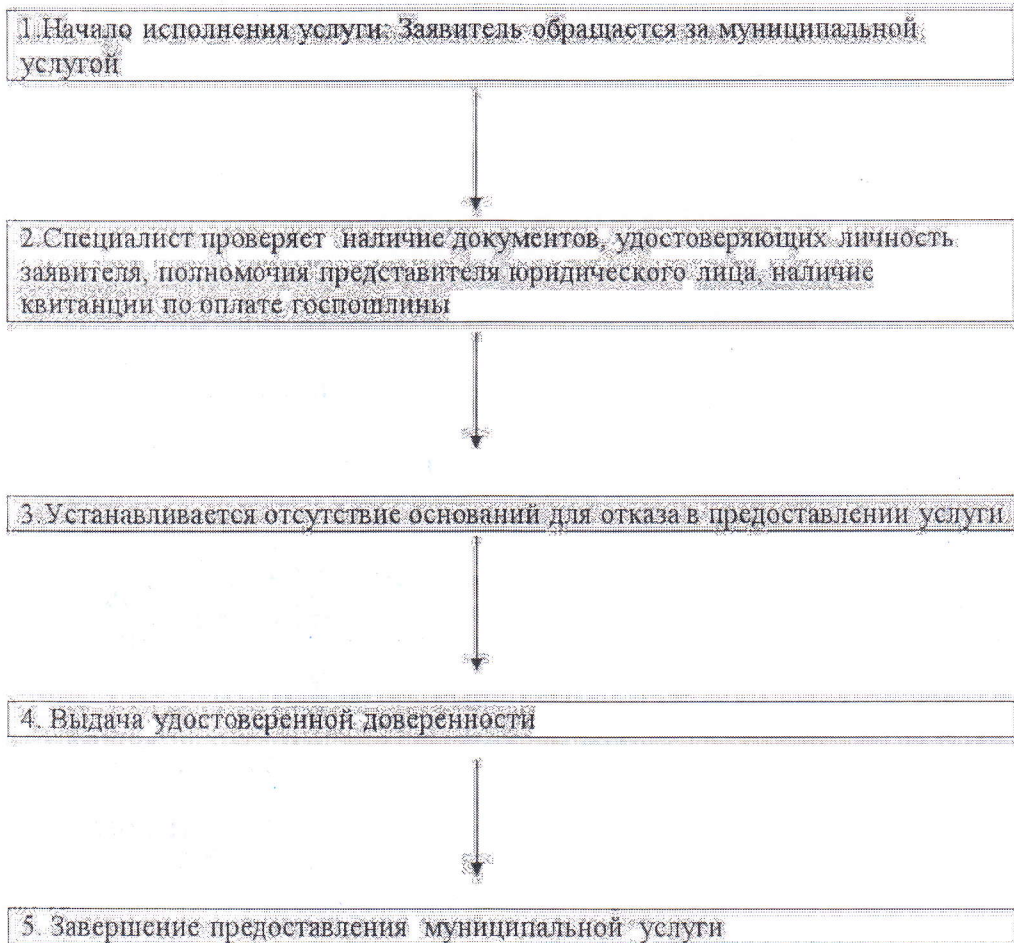 1.Начало исполнения услуги: Заявитель обращается за муниципальной
услугой
2.Специалист проверяет наличие документов, удостоверяющих личность
заявителя, полномочия представителя юридического лица, наличие
квитанции по оплате госпошлины
3.Устанавливается отсутствие оснований для отказа в предоставлении услуги.
4. Выдача удостоверенной доверенности
5. Завершение предоставления муниципальной услуги